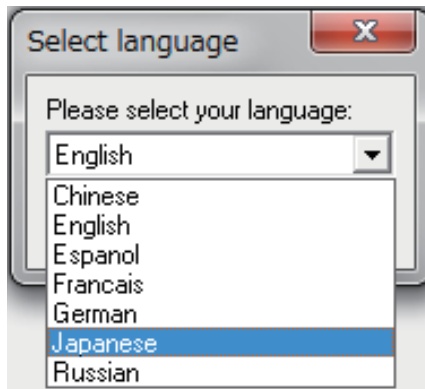 Select language
Please select your language:
English
Chinese
English
Espanol
Francais
German
Japanese
Russian